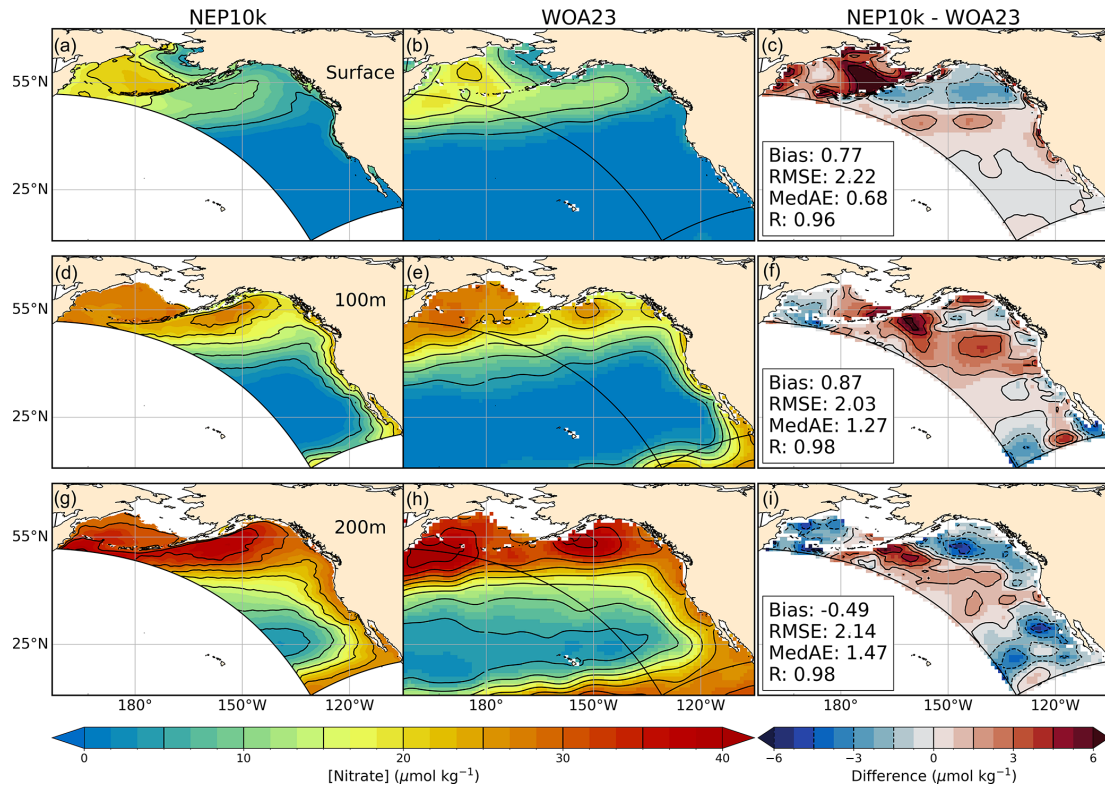 NEP10k WOA23 NEP10k - WOA23
(a) (b) (c)
Surface
55°N
25°N
Bias: 0.77
RMSE: 2.22
MedAE: 0.68
R: 0.96
(d) (e) (f)
100m
55°N
25°N
Bias: 0.87
RMSE: 2.03
MedAE: 1.27
R: 0.98
(g) (h) (i)
200m
55°N
25°N
Bias: -0.49
RMSE: 2.14
MedAE: 1.47
R: 0.98
180° 150°W 120°W 180° 150°W 120°W 180° 150°W 120°W
0 10 20 30 40 −6 −3 0 3 6
[Nitrate] (μmol kg⁻¹) Difference (μmol kg⁻¹)